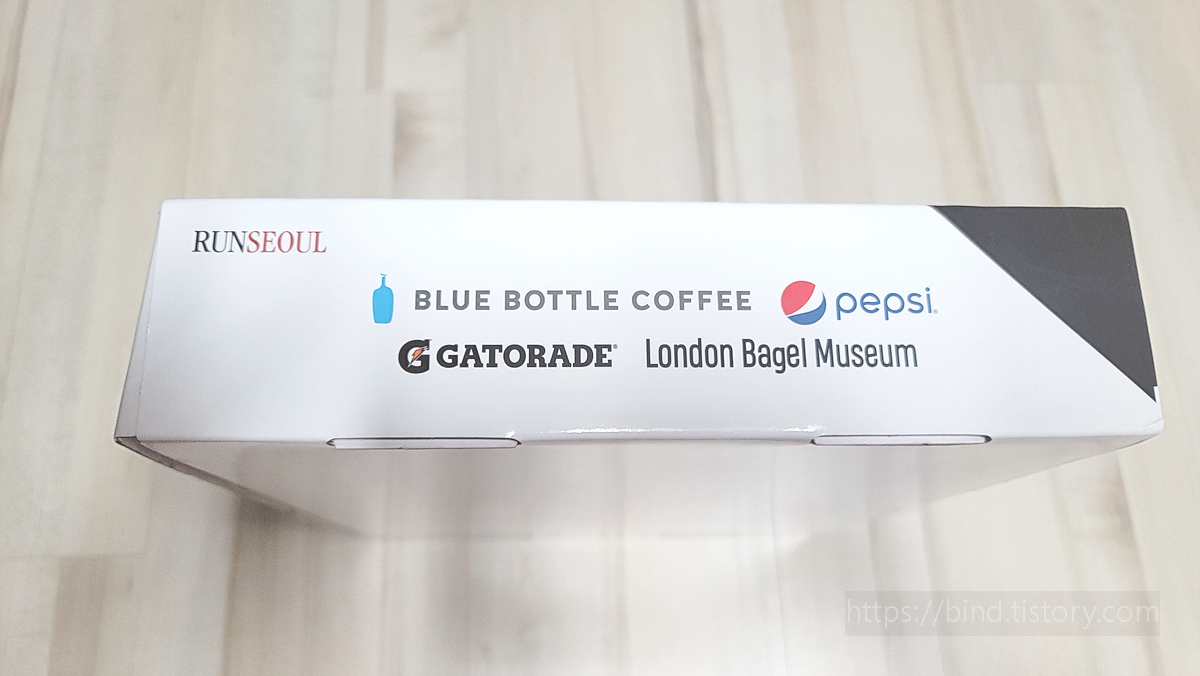 RUNSEOUL
BLUE BOTTLE COFFEE pepsi
G GATORADE London Bagel Museum
https://bind.tistory.com